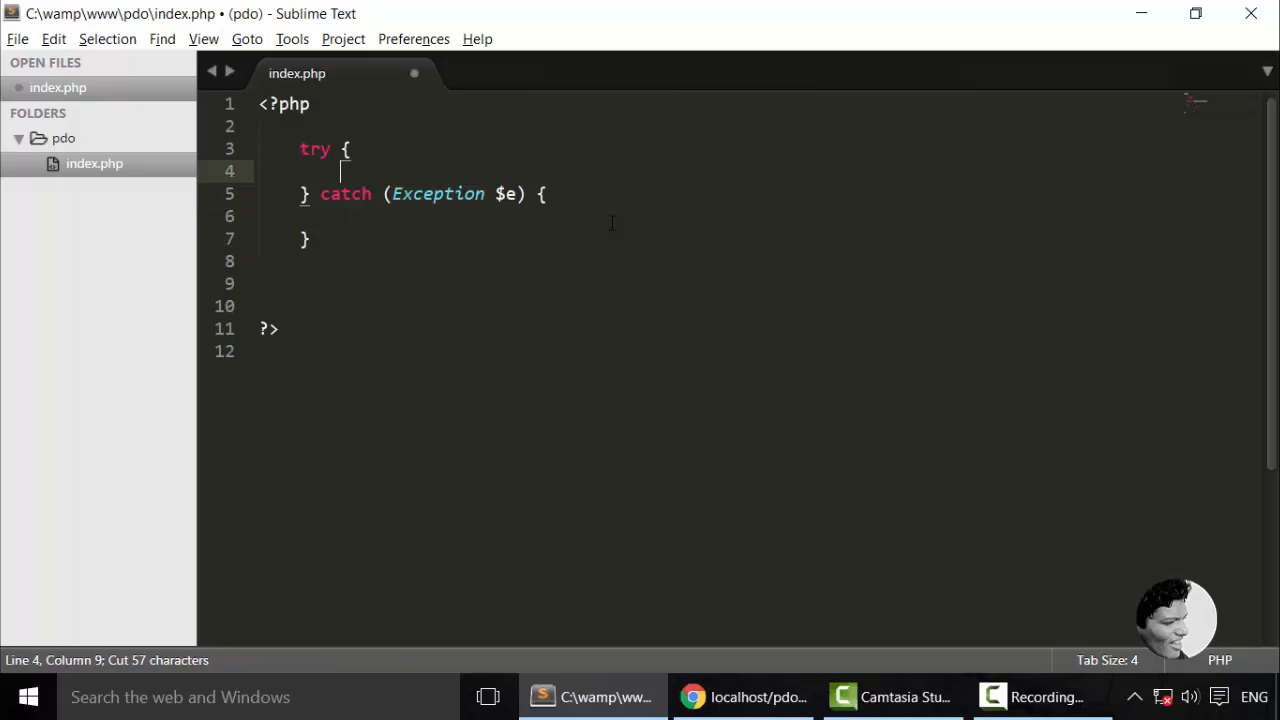 C:\wamp\www\pdo\index.php • (pdo) - Sublime Text
File Edit Selection Find View Goto Tools Project Preferences Help
OPEN FILES
index.php
FOLDERS
pdo
index.php
index.php
1 <?php
2
3 try {
4
5 } catch (Exception $e) {
6
7 }
8
9
10
11 ?>
12
Line 4, Column 9; Cut 57 characters
Tab Size: 4
PHP
Search the web and Windows
C:\wamp\ww...
localhost/pdo...
Camtasia Stu...
Recording...
ENG